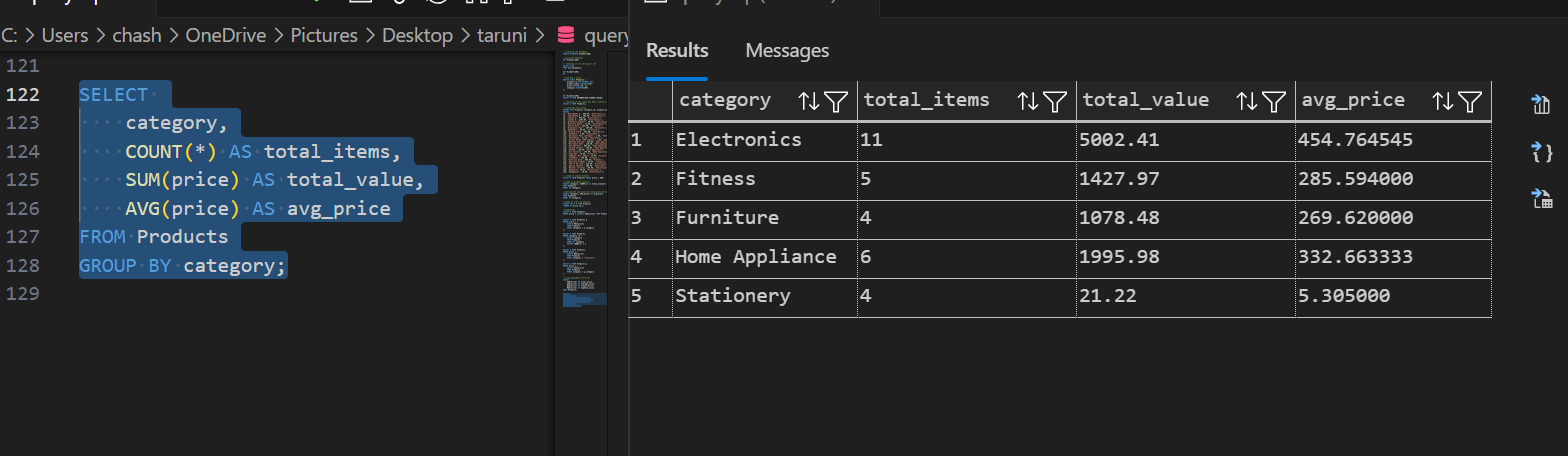 C: > Users > chash > OneDrive > Pictures > Desktop > taruni > query
121
122 SELECT
123 category,
124 COUNT(*) AS total_items,
125 SUM(price) AS total_value,
126 AVG(price) AS avg_price
127 FROM Products
128 GROUP BY category;
129
Results Messages
category total_items total_value avg_price
1 Electronics 11 5002.41 454.764545
2 Fitness 5 1427.97 285.594000
3 Furniture 4 1078.48 269.620000
4 Home Appliance 6 1995.98 332.663333
5 Stationery 4 21.22 5.305000